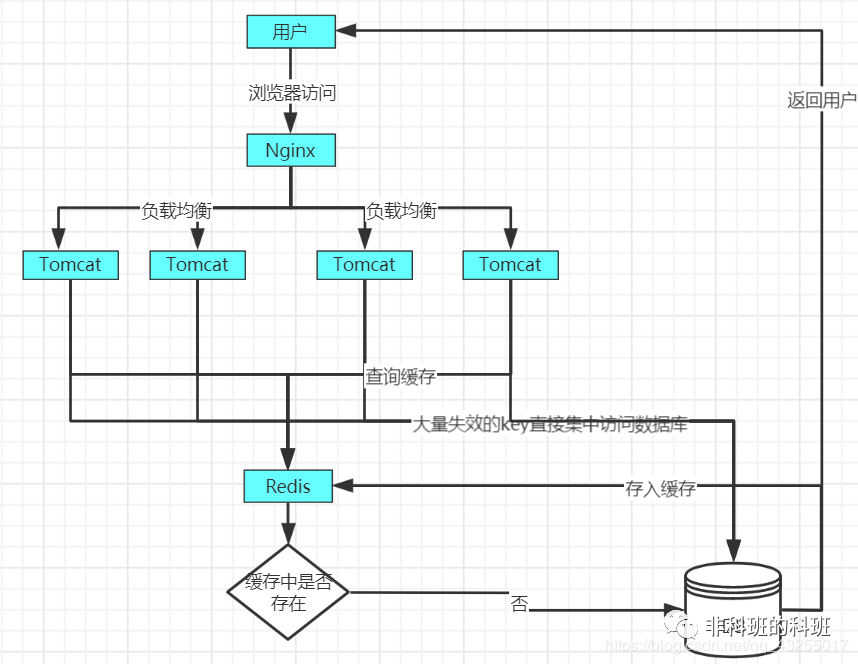 用户
返回用户
浏览器访问
Nginx
负载均衡
负载均衡
Tomcat
Tomcat
Tomcat
Tomcat
查询缓存
大量失效的key直接集中访问数据库
Redis
存入缓存
缓存中是否
存在
否
非科班的科班
https://blog.csdn.net/qq_43255017